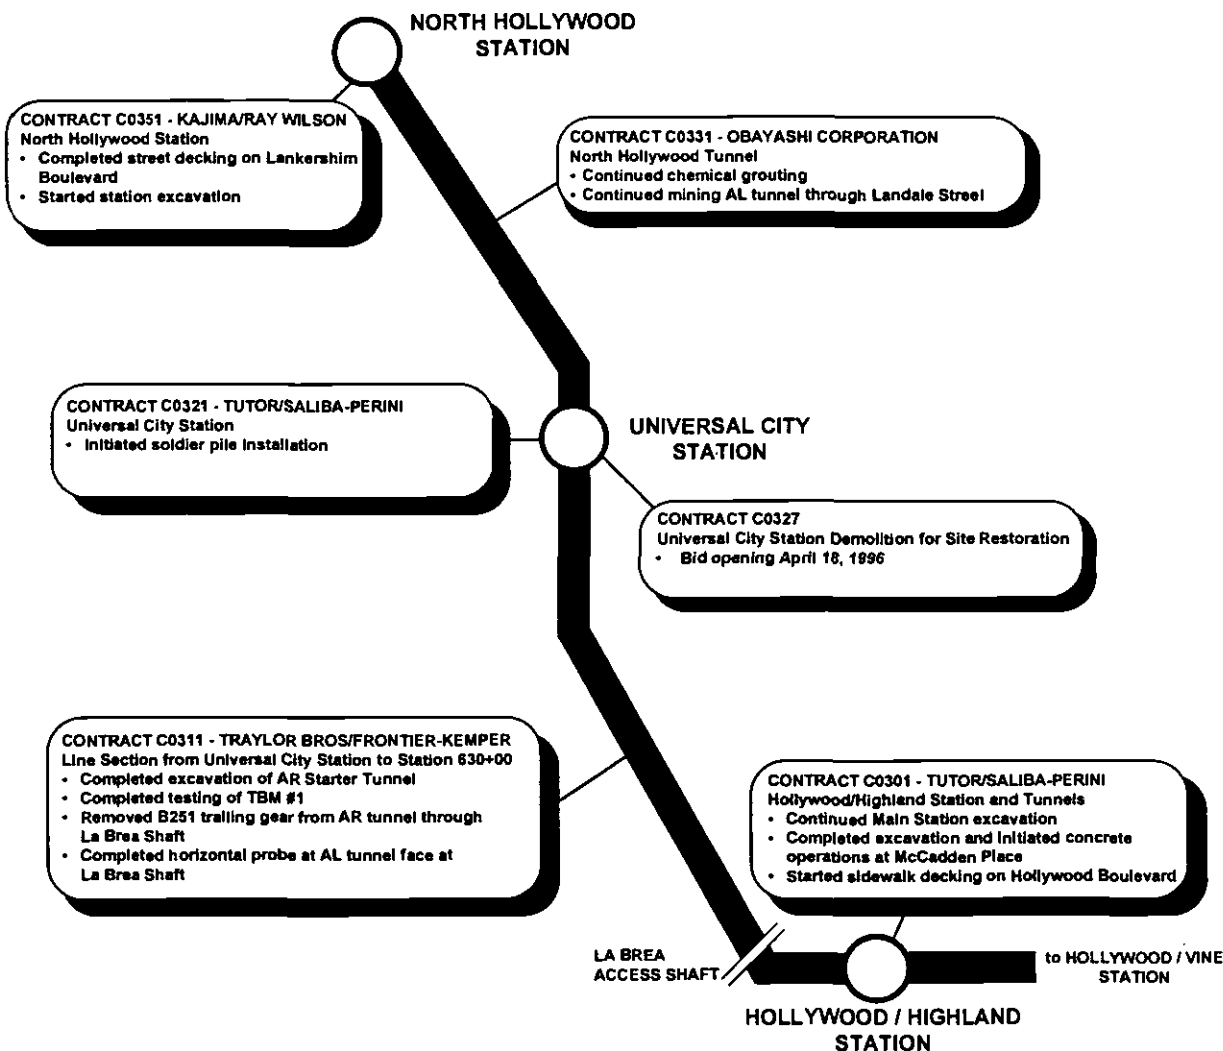 NORTH HOLLYWOOD
STATION
CONTRACT C0351 - KAJIMA/RAY WILSON
North Hollywood Station
• Completed street decking on Lankershim
Boulevard
• Started station excavation
CONTRACT C0331 - OBAYASHI CORPORATION
North Hollywood Tunnel
• Continued chemical grouting
• Continued mining AL tunnel through Landale Street
CONTRACT C0321 - TUTOR/SALIBA-PERINI
Universal City Station
• Initiated soldier pile installation
UNIVERSAL CITY
STATION
CONTRACT C0327
Universal City Station Demolition for Site Restoration
• Bid opening April 18, 1996
CONTRACT C0311 - TRAYLOR BROS/FRONTIER-KEMPER
Line Section from Universal City Station to Station 630+00
• Completed excavation of AR Starter Tunnel
• Completed testing of TBM #1
• Removed B251 trailing gear from AR tunnel through
La Brea Shaft
• Completed horizontal probe at AL tunnel face at
La Brea Shaft
CONTRACT C0301 - TUTOR/SALIBA-PERINI
Hollywood/Highland Station and Tunnels
• Continued Main Station excavation
• Completed excavation and initiated concrete
operations at McCadden Place
• Started sidewalk decking on Hollywood Boulevard
LA BREA
ACCESS SHAFT
to HOLLYWOOD / VINE
STATION
HOLLYWOOD / HIGHLAND
STATION